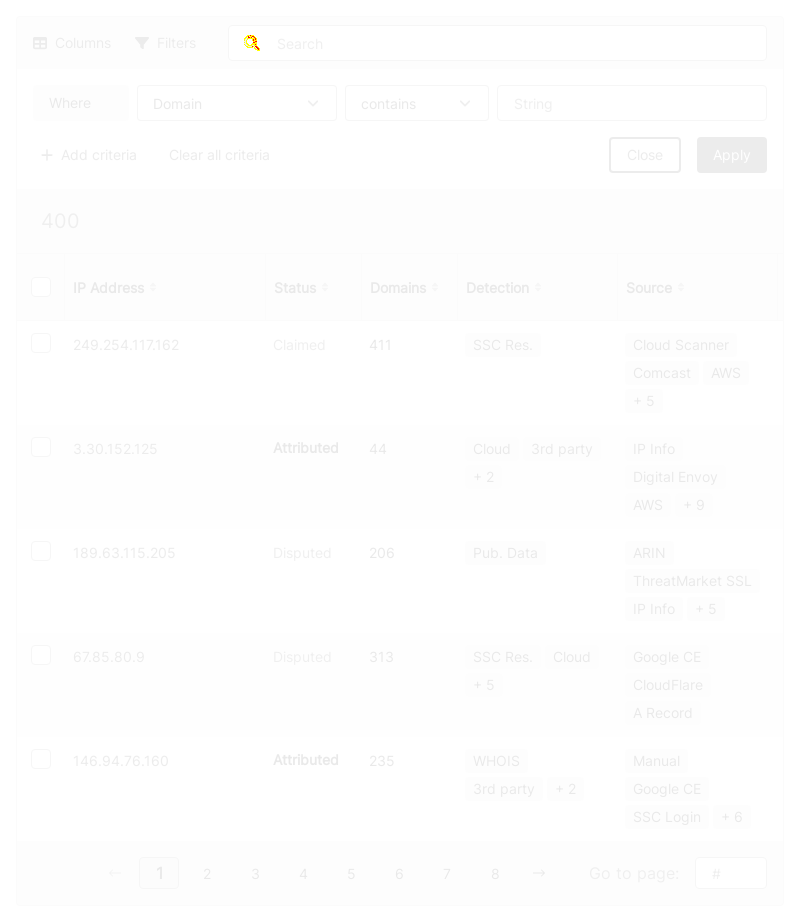 Columns Filters Search
Where Domain contains String
+ Add criteria Clear all criteria Close Apply
400
IP Address Status Domains Detection Source
249.254.117.162 Claimed 411 SSC Res. Cloud Scanner
Comcast AWS
+ 5
3.30.152.125 Attributed 44 Cloud 3rd party IP Info
+ 2 Digital Envoy
AWS + 9
189.63.115.205 Disputed 206 Pub. Data ARIN
ThreatMarket SSL
IP Info + 5
67.85.80.9 Disputed 313 SSC Res. Cloud Google CE
+ 5 CloudFlare
A Record
146.94.76.160 Attributed 235 WHOIS Manual
3rd party + 2 Google CE
SSC Login + 6
← 1 2 3 4 5 6 7 8 → Go to page: #